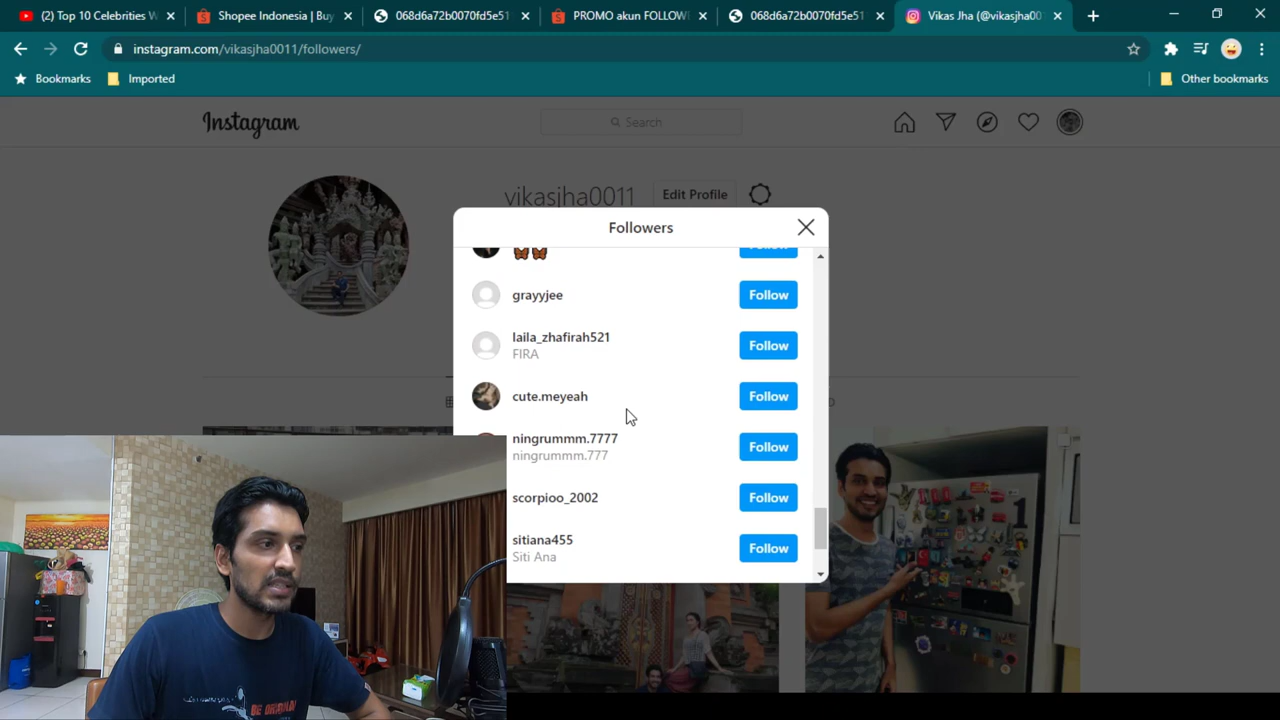 (2) Top 10 Celebrities W
Shopee Indonesia | Buy
068d6a72b0070fd5e51
PROMO akun FOLLOW
068d6a72b0070fd5e51
Vikas Jha (@vikasjha00
instagram.com/vikasjha0011/followers/
Bookmarks
Imported
Other bookmarks
Instagram
Search
vikasjha0011
Edit Profile
Followers
grayyjee
Follow
laila_zhafirah521
FIRA
Follow
cute.meyeah
Follow
ningrummm.7777
ningrummm.777
Follow
scorpioo_2002
Follow
sitiana455
Siti Ana
Follow
BE ORIGINAL